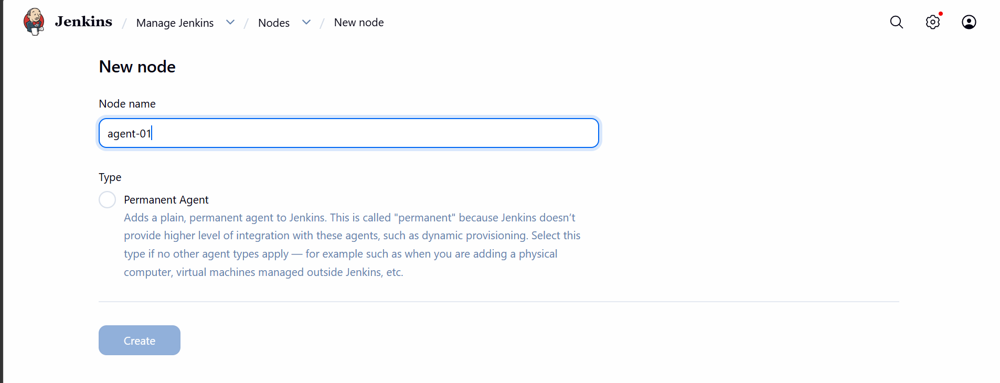 Jenkins / Manage Jenkins / Nodes / New node
New node
Node name
agent-01
Type
Permanent Agent
Adds a plain, permanent agent to Jenkins. This is called "permanent" because Jenkins doesn’t
provide higher level of integration with these agents, such as dynamic provisioning. Select this
type if no other agent types apply — for example such as when you are adding a physical
computer, virtual machines managed outside Jenkins, etc.
Create